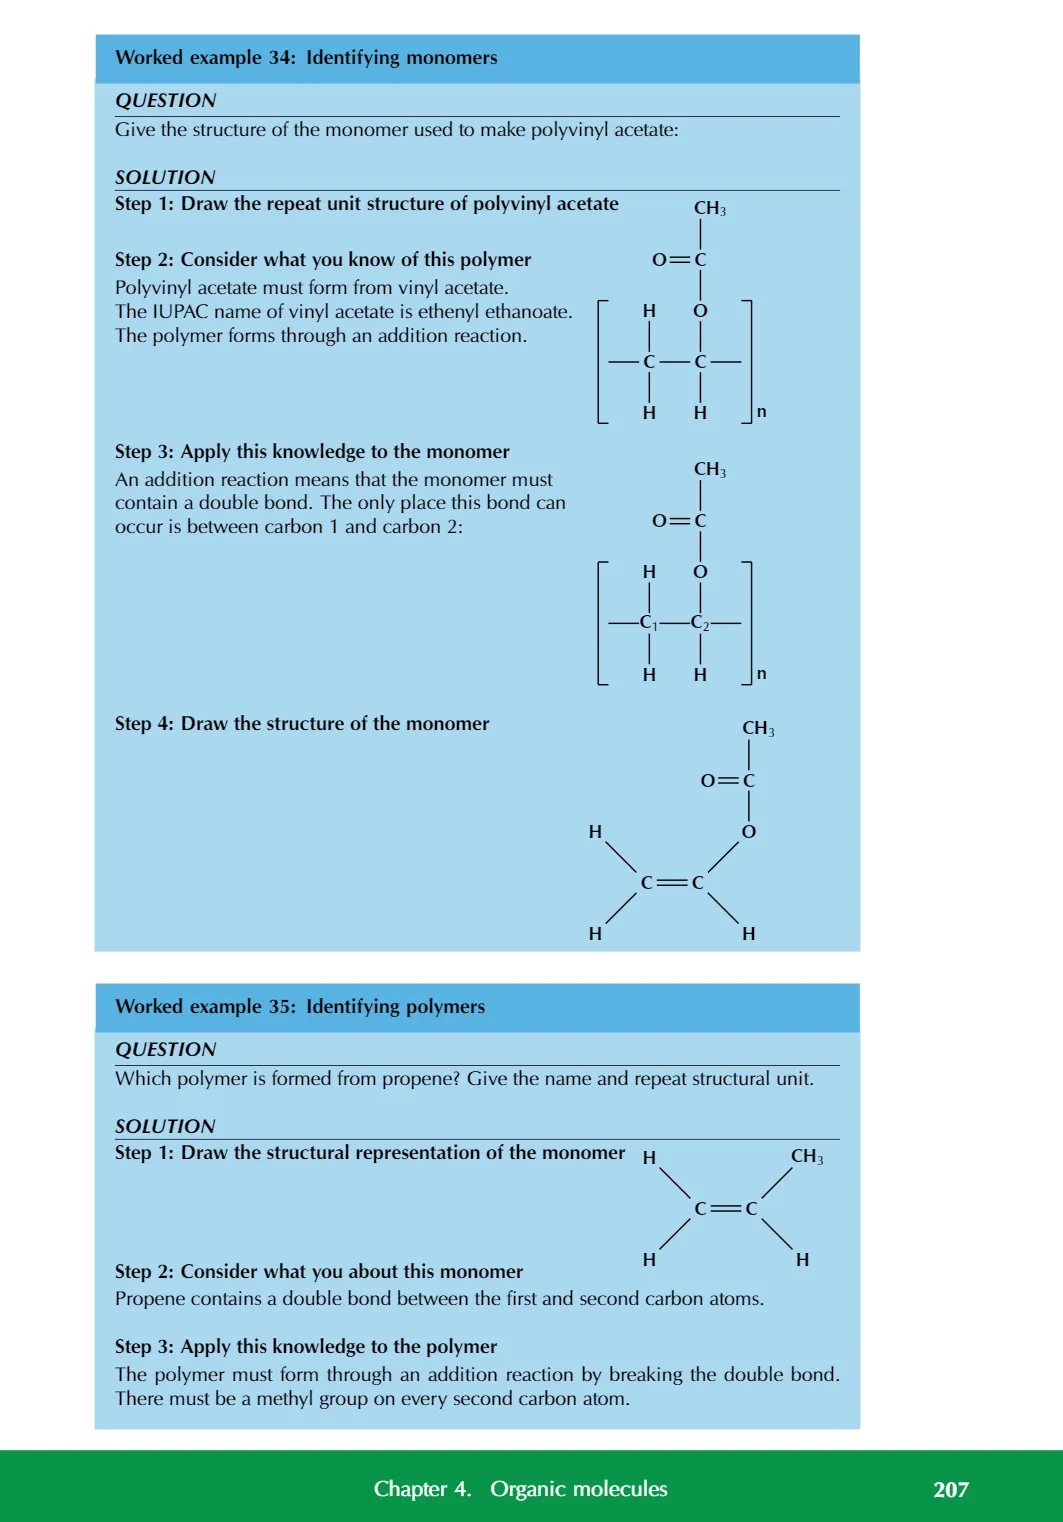 Worked example 34: Identifying monomers
QUESTION
Give the structure of the monomer used to make polyvinyl acetate:
SOLUTION
Step 1: Draw the repeat unit structure of polyvinyl acetate
CH3
Step 2: Consider what you know of this polymer
O C
Polyvinyl acetate must form from vinyl acetate.
The IUPAC name of vinyl acetate is ethenyl ethanoate.
H O
The polymer forms through an addition reaction.
C C
H H n
Step 3: Apply this knowledge to the monomer
CH3
An addition reaction means that the monomer must
contain a double bond. The only place this bond can
occur is between carbon 1 and carbon 2:
O C
H O
C1 C2
H H n
Step 4: Draw the structure of the monomer
CH3
O C
H O
C C
H H
Worked example 35: Identifying polymers
QUESTION
Which polymer is formed from propene? Give the name and repeat structural unit.
SOLUTION
Step 1: Draw the structural representation of the monomer
H CH3
C C
H H
Step 2: Consider what you about this monomer
Propene contains a double bond between the first and second carbon atoms.
Step 3: Apply this knowledge to the polymer
The polymer must form through an addition reaction by breaking the double bond.
There must be a methyl group on every second carbon atom.
Chapter 4. Organic molecules 207